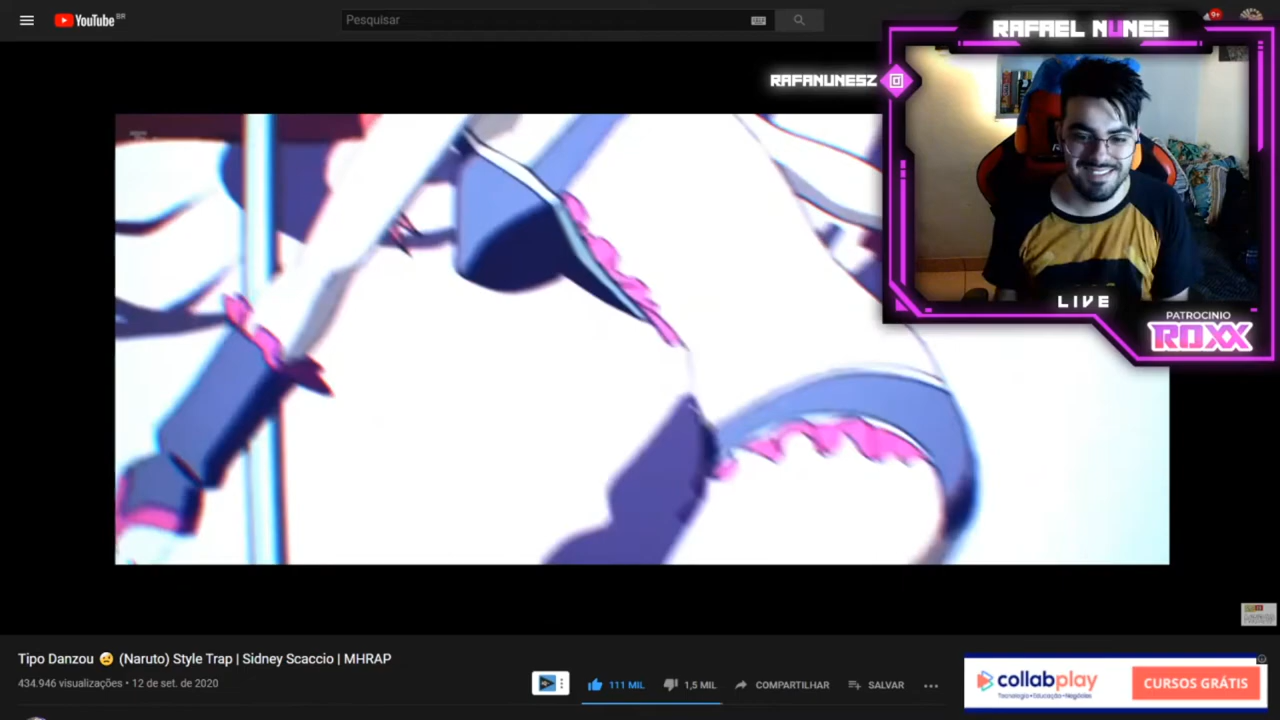 YouTube BR
Pesquisar
9+
RAFAEL NUNES
RAFANUNESZ
LIVE
PATROCINIO
ROXX
Tipo Danzou 🤕 (Naruto) Style Trap | Sidney Scaccio | MHRAP
434.946 visualizações • 12 de set. de 2020
111 MIL
1,5 MIL
COMPARTILHAR
SALVAR
collabplay
Tecnologia • Educação • Negócios
CURSOS GRÁTIS